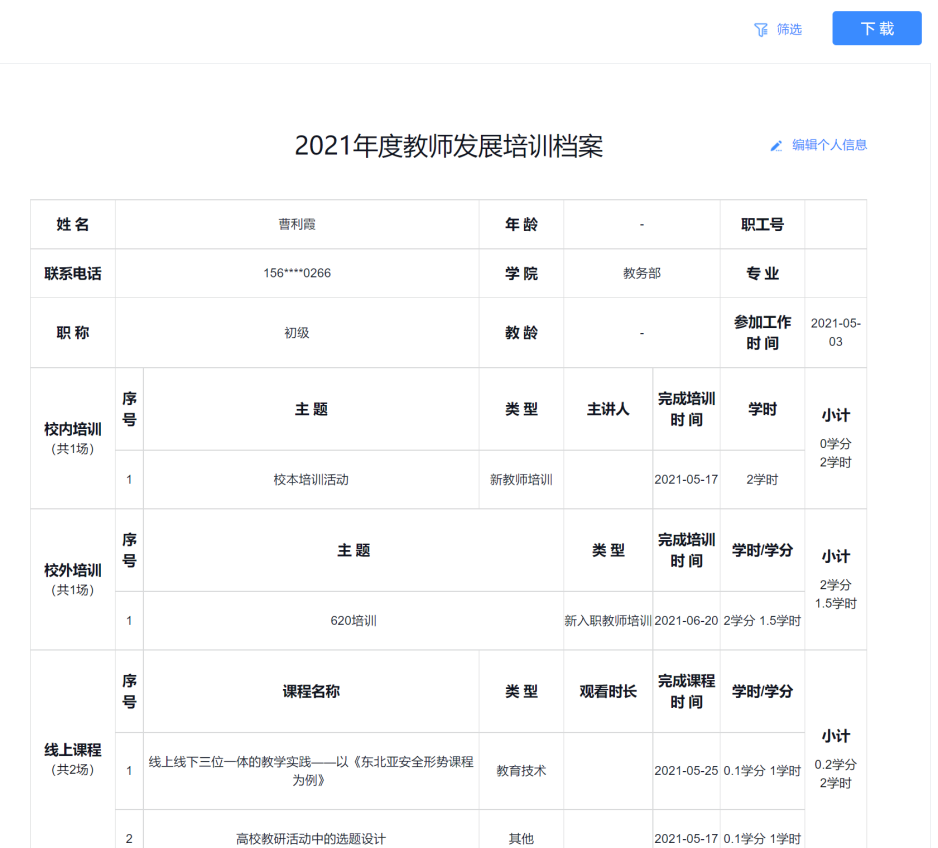 筛选
下 载
2021年度教师发展培训档案
编辑个人信息
姓 名 曹利霞 年 龄 - 职工号
联系电话 156****0266 学 院 教务部 专 业
职 称 初级 教 龄 - 参加工作
时 间 2021-05-
03
校内培训
(共1场)
序
号 主 题 类 型 主讲人 完成培训
时 间 学时
小计
0学分
2学时
1 校本培训活动 新教师培训 2021-05-17 2学时
校外培训
(共1场)
序
号 主 题 类 型 完成培训
时 间 学时/学分
小计
2学分
1.5学时
1 620培训 新入职教师培训 2021-06-20 2学分 1.5学时
线上课程
(共2场)
序
号 课程名称 类 型 观看时长 完成课程
时 间 学时/学分
小计
0.2学分
2学时
1 线上线下三位一体的教学实践——以《东北亚安全形势课程
为例》 教育技术 2021-05-25 0.1学分 1学时
2 高校教研活动中的选题设计 其他 2021-05-17 0.1学分 1学时